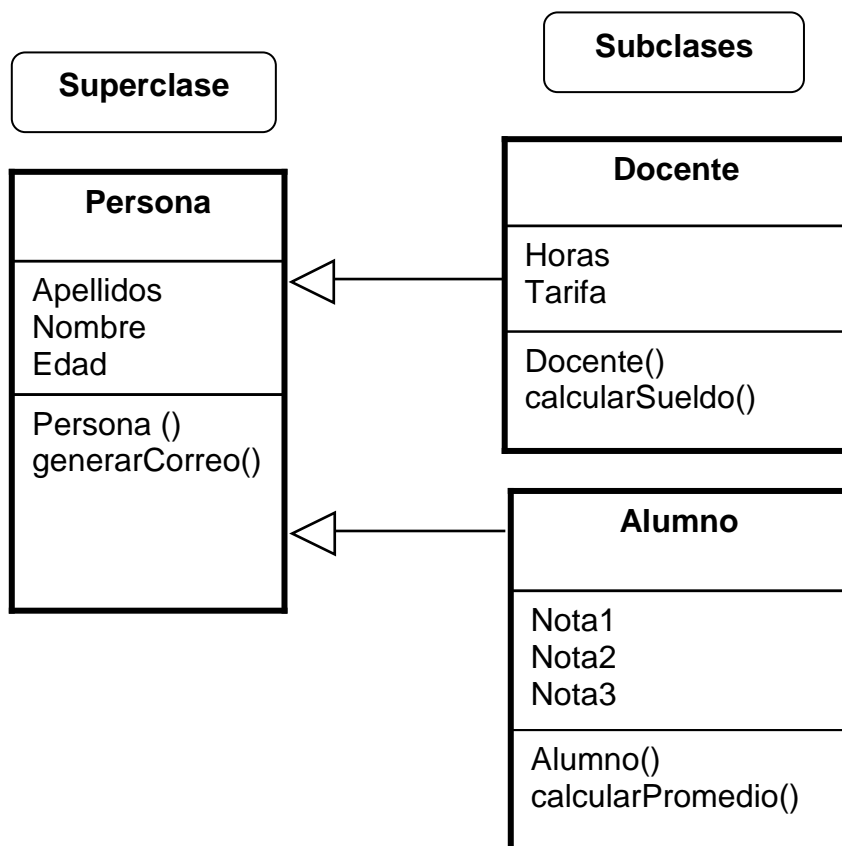 Superclase
Subclases
Persona
Apellidos
Nombre
Edad
Persona ()
generarCorreo()
Docente
Horas
Tarifa
Docente()
calcularSueldo()
Alumno
Nota1
Nota2
Nota3
Alumno()
calcularPromedio()